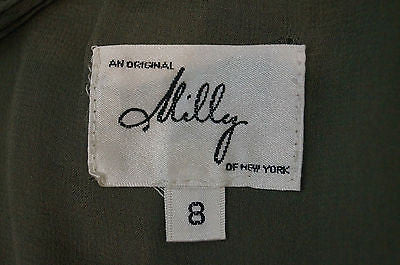 AN ORIGINAL
Milly
OF NEW YORK
8